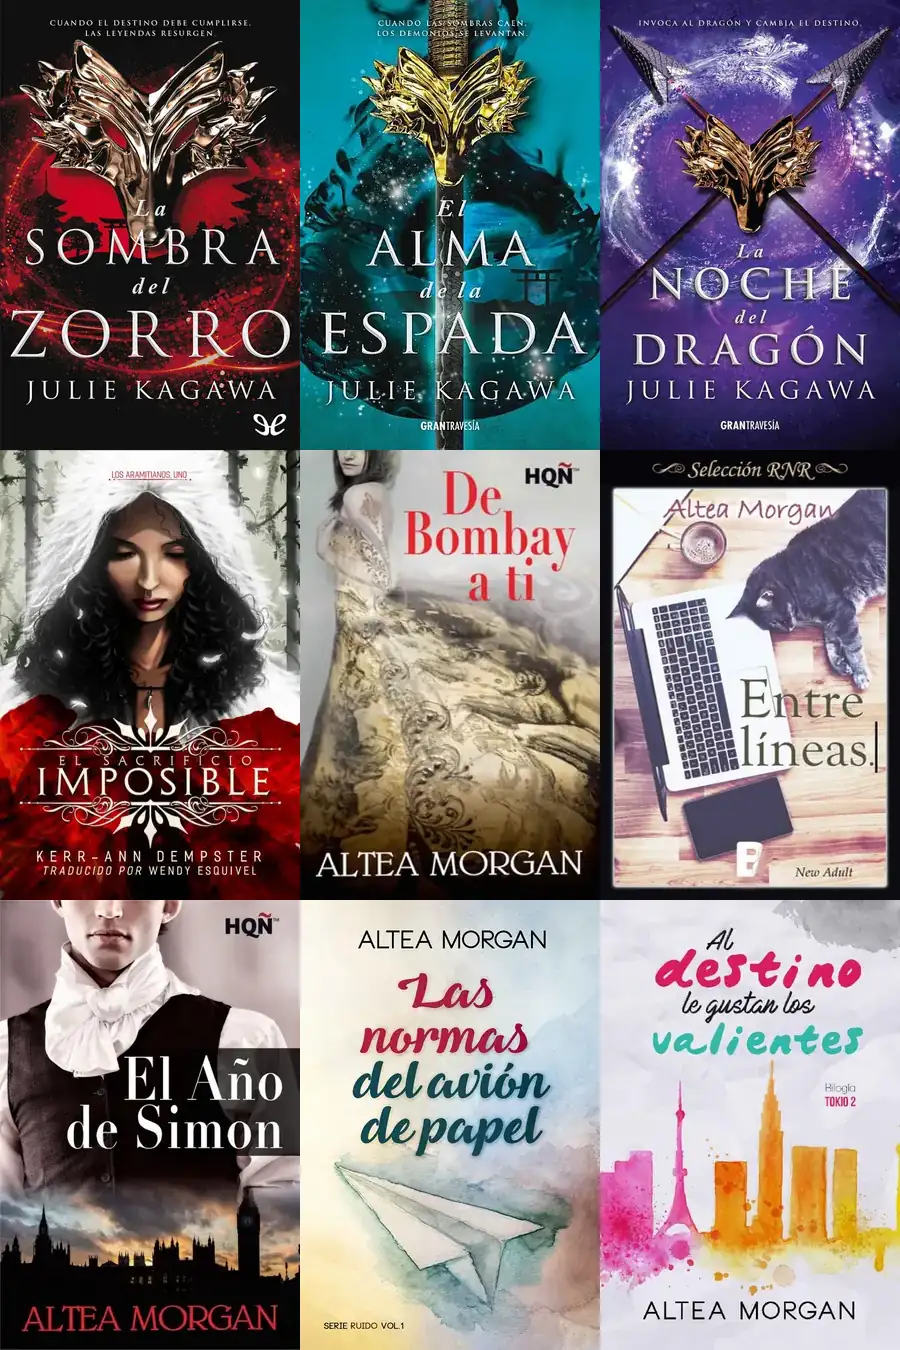 CUANDO EL DESTINO DEBE CUMPLIRSE,
LAS LEYENDAS RESURGEN.
La
SOMBRA
del
ZORRO
JULIE KAGAWA
CUANDO LAS SOMBRAS CAEN,
LOS DEMONIOS SE LEVANTAN.
El
ALMA
de la
ESPADA
JULIE KAGAWA
GRANTRAVESÍA
INVOCA AL DRAGÓN Y CAMBIA EL DESTINO.
La
NOCHE
del
DRAGÓN
JULIE KAGAWA
GRANTRAVESÍA
LOS ARAMITIANOS, UNO
EL SACRIFICIO
IMPOSIBLE
KERR-ANN DEMPSTER
TRADUCIDO POR WENDY ESQUIVEL
HQÑ™
De
Bombay
a ti
ALTEA MORGAN
Selección RNR
Altea Morgan
Entre
líneas.
B
New Adult
HQÑ™
El Año
de Simon
ALTEA MORGAN
ALTEA MORGAN
Las
normas
del avión
de papel
SERIE RUIDO VOL.1
Al
destino
le gustan los
valientes
Bilogía
TOKIO 2
ALTEA MORGAN